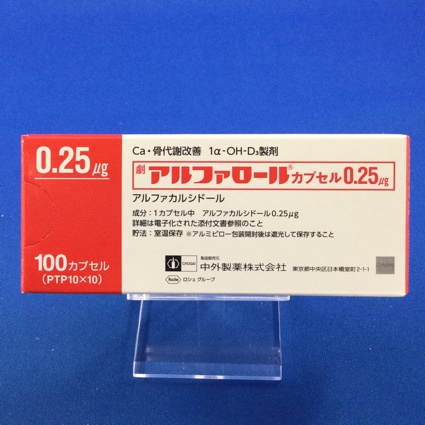 0.25μg
Ca・骨代謝改善 1α-OH-D₃製剤
劇 アルファロール®カプセル0.25μg
アルファカルシドール
成分：1カプセル中 アルファカルシドール0.25μg
詳細は電子化された添付文書参照のこと
貯法：室温保存 ※アルミピロー包装開封後は遮光して保存すること
100カプセル
(PTP10×10)
CHUGAI
製造販売元
中外製薬株式会社
東京都中央区日本橋室町2-1-1
Roche ロシュ グループ